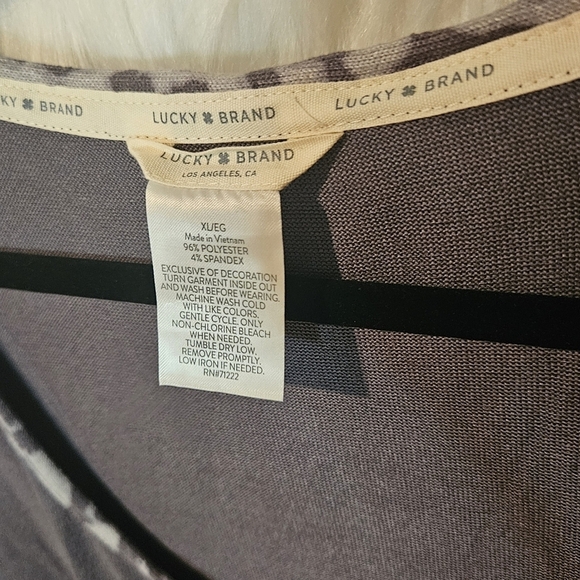 KY BRAND
LUCKY BRAND
LUCKY BRAND
LUCKY BRAND
LOS ANGELES, CA
XL/EG
Made in Vietnam
96% POLYESTER
4% SPANDEX
EXCLUSIVE OF DECORATION
TURN GARMENT INSIDE OUT
AND WASH BEFORE WEARING.
MACHINE WASH COLD
WITH LIKE COLORS.
GENTLE CYCLE. ONLY
NON-CHLORINE BLEACH
WHEN NEEDED.
TUMBLE DRY LOW,
REMOVE PROMPTLY.
LOW IRON IF NEEDED.
RN#71222